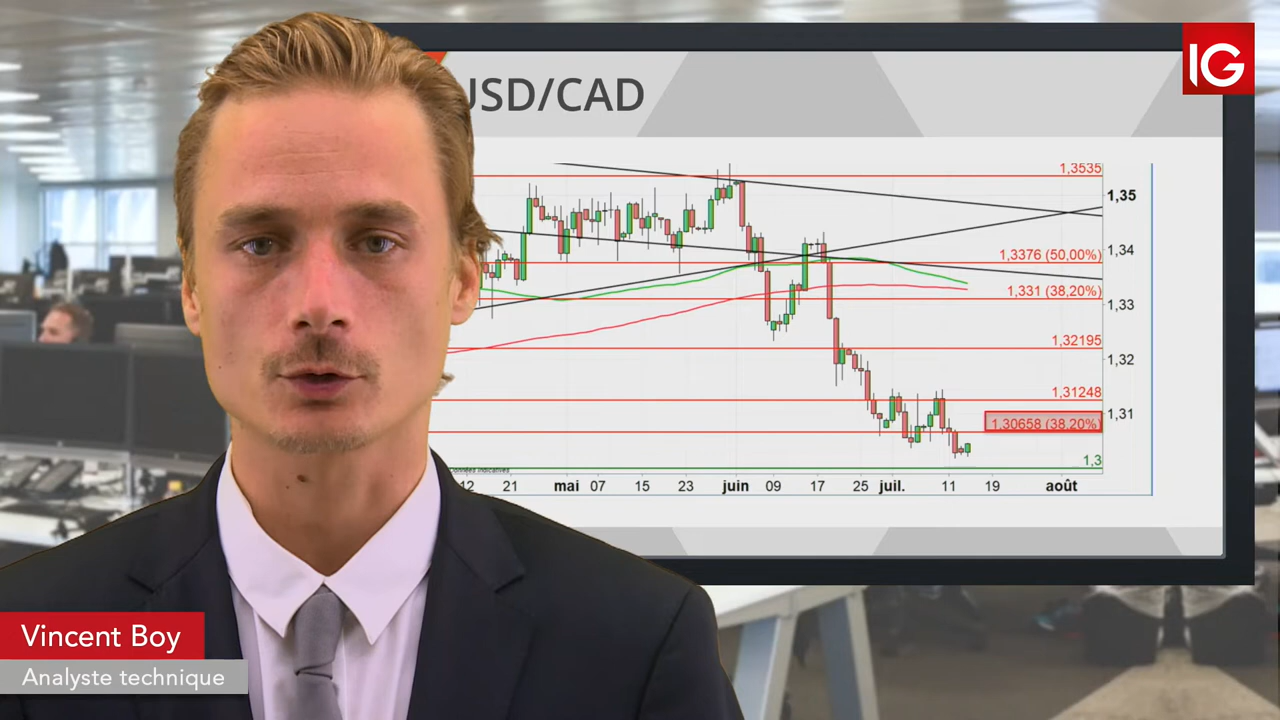 IG
USD/CAD
1,3535
1,35
1,34
1,3376 (50,00%)
1,331 (38,20%)
1,33
1,32195
1,32
1,31248
1,31
1,30658 (38,20%)
1,3
Données indicatives
12 21 mai 07 15 23 juin 09 17 25 juil. 11 19 août
Vincent Boy
Analyste technique